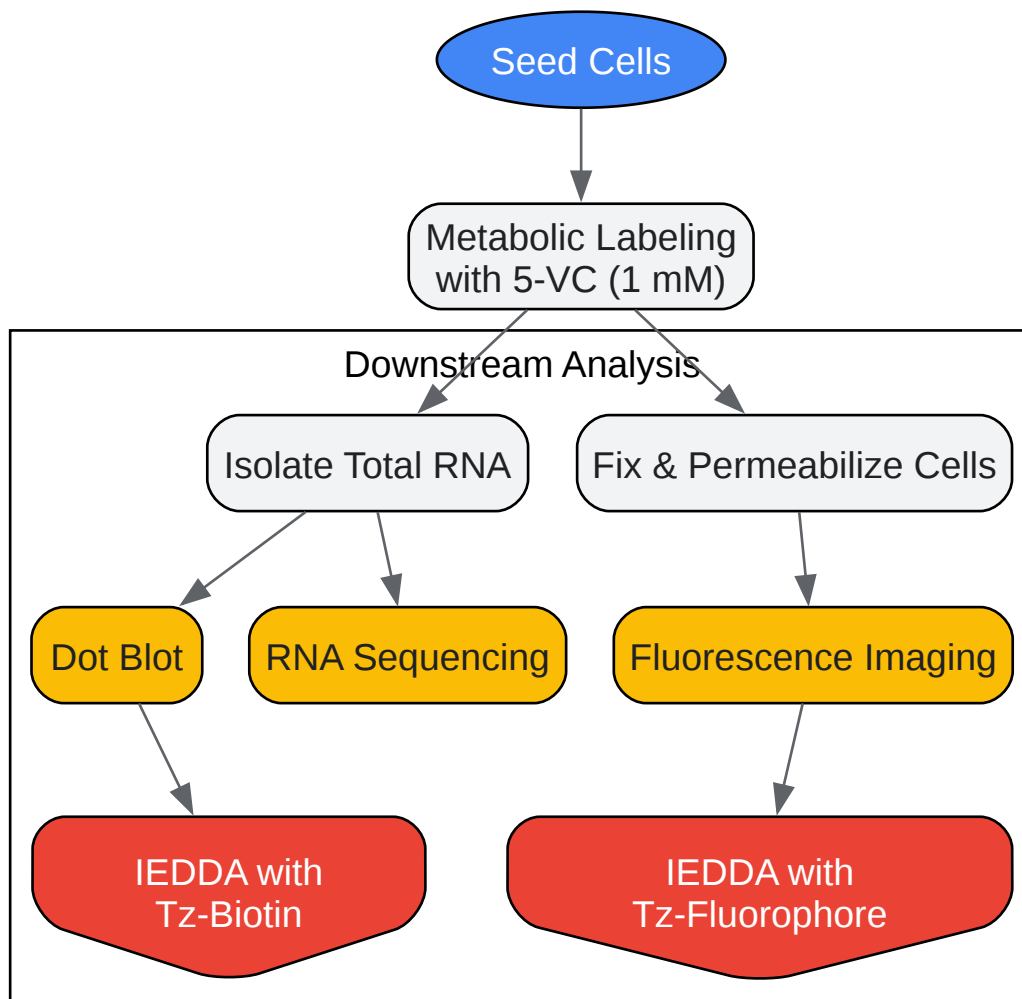 Seed Cells
Metabolic Labeling
with 5-VC (1 mM)
Downstream Analysis
Isolate Total RNA
Fix & Permeabilize Cells
Dot Blot
RNA Sequencing
Fluorescence Imaging
IEDDA with
Tz-Biotin
IEDDA with
Tz-Fluorophore